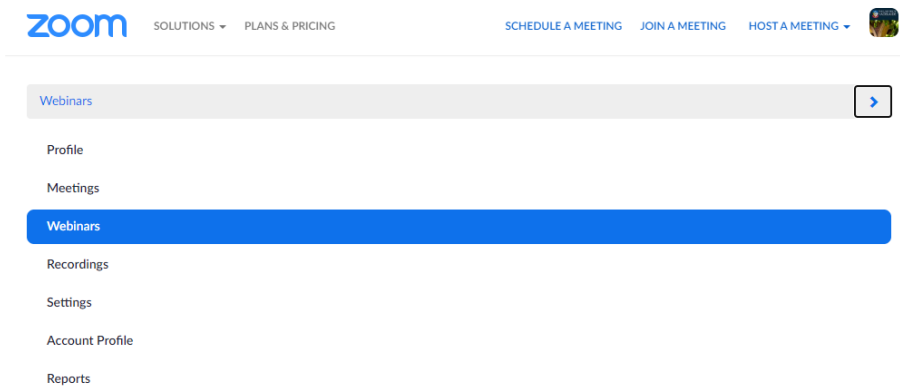 zoom SOLUTIONS PLANS & PRICING SCHEDULE A MEETING JOIN A MEETING HOST A MEETING
Webinars
Profile
Meetings
Webinars
Recordings
Settings
Account Profile
Reports